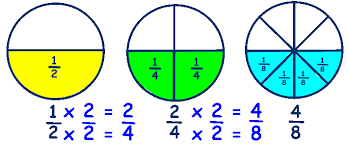 1/2
1/4 1/4
1/8 1/8 1/8 1/8
1/2 × 2/2 = 2/4
2/4 × 2/2 = 4/8
4/8